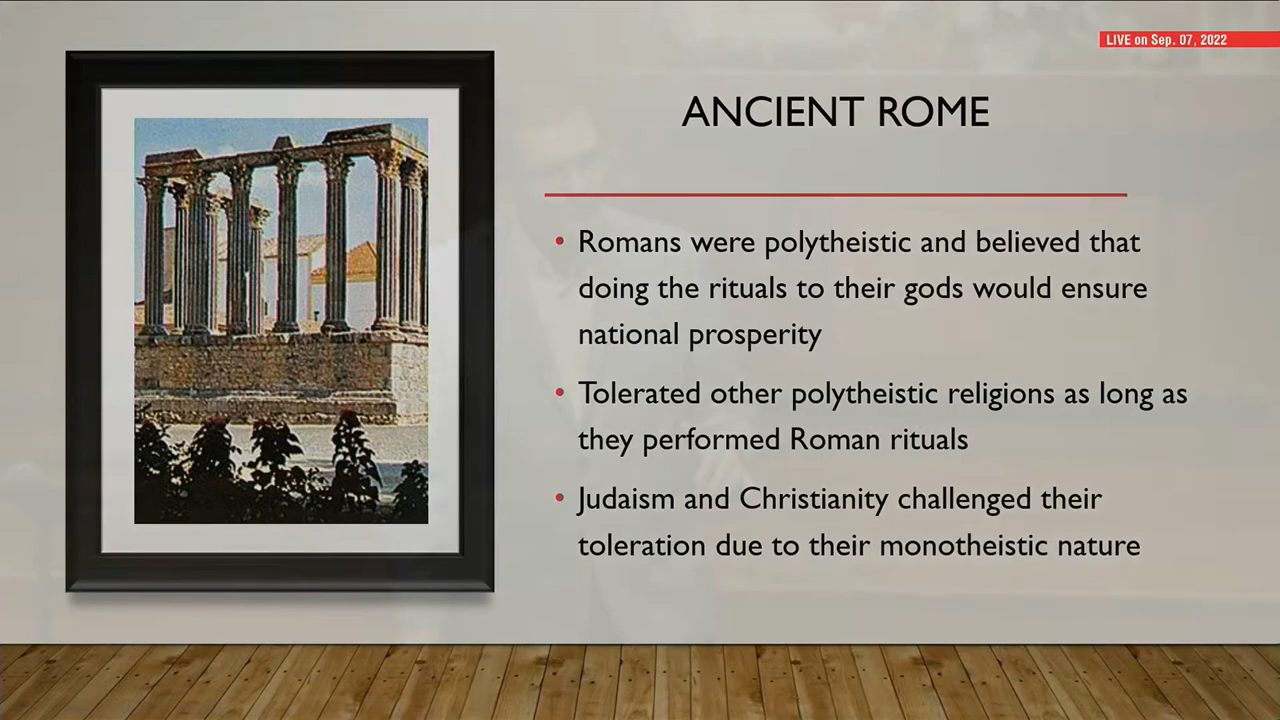 LIVE on Sep. 07, 2022
ANCIENT ROME
• Romans were polytheistic and believed that
doing the rituals to their gods would ensure
national prosperity
• Tolerated other polytheistic religions as long as
they performed Roman rituals
• Judaism and Christianity challenged their
toleration due to their monotheistic nature